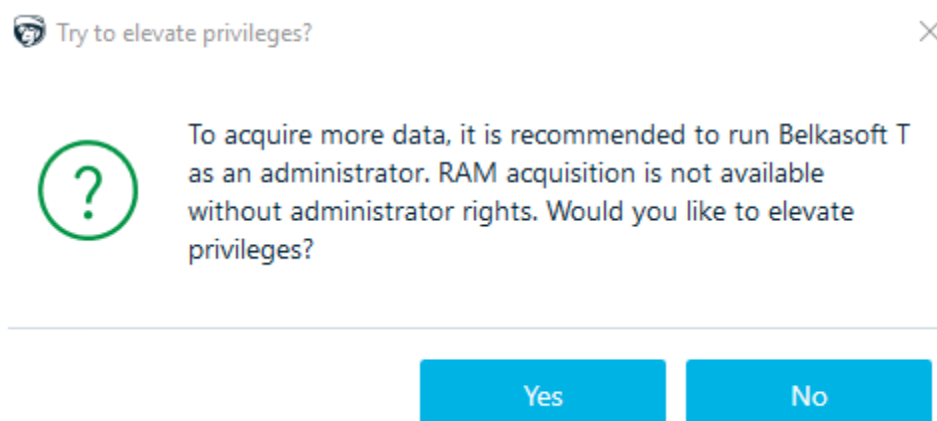 Try to elevate privileges?
To acquire more data, it is recommended to run Belkasoft T
as an administrator. RAM acquisition is not available
without administrator rights. Would you like to elevate
privileges?
Yes
No